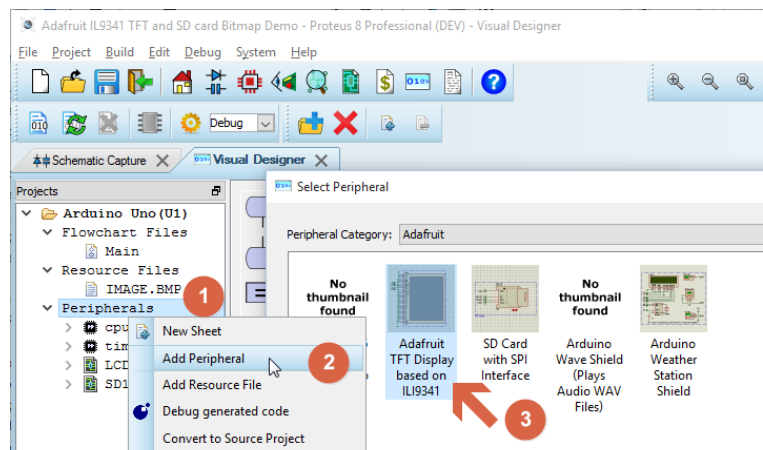 Adafruit IL9341 TFT and SD card Bitmap Demo - Proteus 8 Professional (DEV) - Visual Designer
File Project Build Edit Debug System Help
Debug
Schematic Capture
Visual Designer
Projects
Arduino Uno (U1)
Flowchart Files
Main
Resource Files
IMAGE.BMP
Peripherals
cpu
tim
LCD
SD1
1
New Sheet
Add Peripheral
2
Add Resource File
Debug generated code
Convert to Source Project
Select Peripheral
Peripheral Category: Adafruit
No
thumbnail
found
Adafruit
TFT Display
based on
ILI9341
SD Card
with SPI
Interface
No
thumbnail
found
Arduino
Wave Shield
(Plays
Audio WAV
Files)
Arduino
Weather
Station
Shield
3